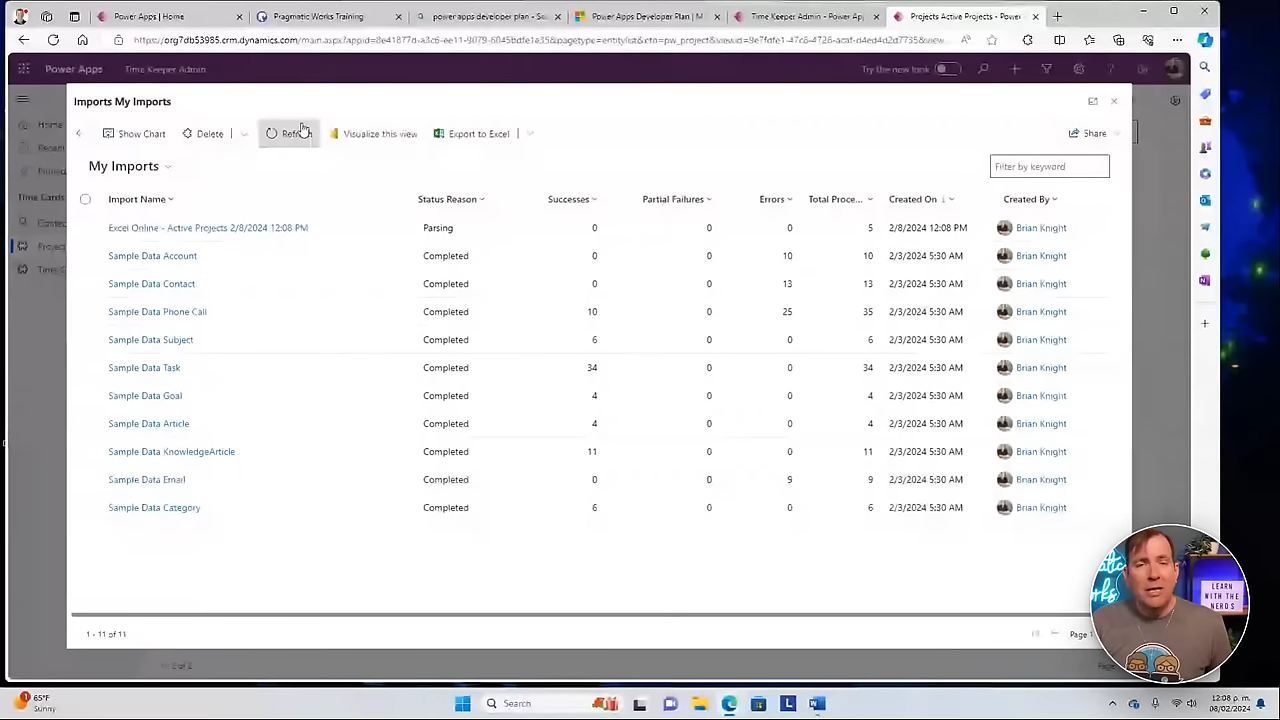 Power Apps | Home
Pragmatic Works Training
power apps developer plan - S
Power Apps Developer Plan | M
Time Keeper Admin - Power Ap
Projects Active Projects - Power
Power Apps
Time Keeper Admin
Try the new look
Imports My Imports
Show Chart
Delete
Visualize this view
Export to Excel
Share
My Imports
Filter by keyword
Import Name
Status Reason
Successes
Partial Failures
Errors
Total Proce...
Created On
Created By
Excel Online - Active Projects 2/8/2024 12:08 PM Parsing 0 0 0 5 2/8/2024 12:08 PM Brian Knight
Sample Data Account Completed 0 0 10 10 2/3/2024 5:30 AM Brian Knight
Sample Data Contact Completed 0 0 13 13 2/3/2024 5:30 AM Brian Knight
Sample Data Phone Call Completed 10 0 25 35 2/3/2024 5:30 AM Brian Knight
Sample Data Subject Completed 6 0 0 6 2/3/2024 5:30 AM Brian Knight
Sample Data Task Completed 34 0 0 34 2/3/2024 5:30 AM Brian Knight
Sample Data Goal Completed 4 0 0 4 2/3/2024 5:30 AM Brian Knight
Sample Data Article Completed 4 0 0 4 2/3/2024 5:30 AM Brian Knight
Sample Data KnowledgeArticle Completed 11 0 0 11 2/3/2024 5:30 AM Brian Knight
Sample Data Email Completed 0 0 9 9 2/3/2024 5:30 AM Brian Knight
Sample Data Category Completed 6 0 0 6 2/3/2024 5:30 AM Brian Knight
1 - 11 of 11
Page 1
LEARN
WITH THE
NERDS
65°F
Sunny
Search
12:08 p. m.
08/02/2024